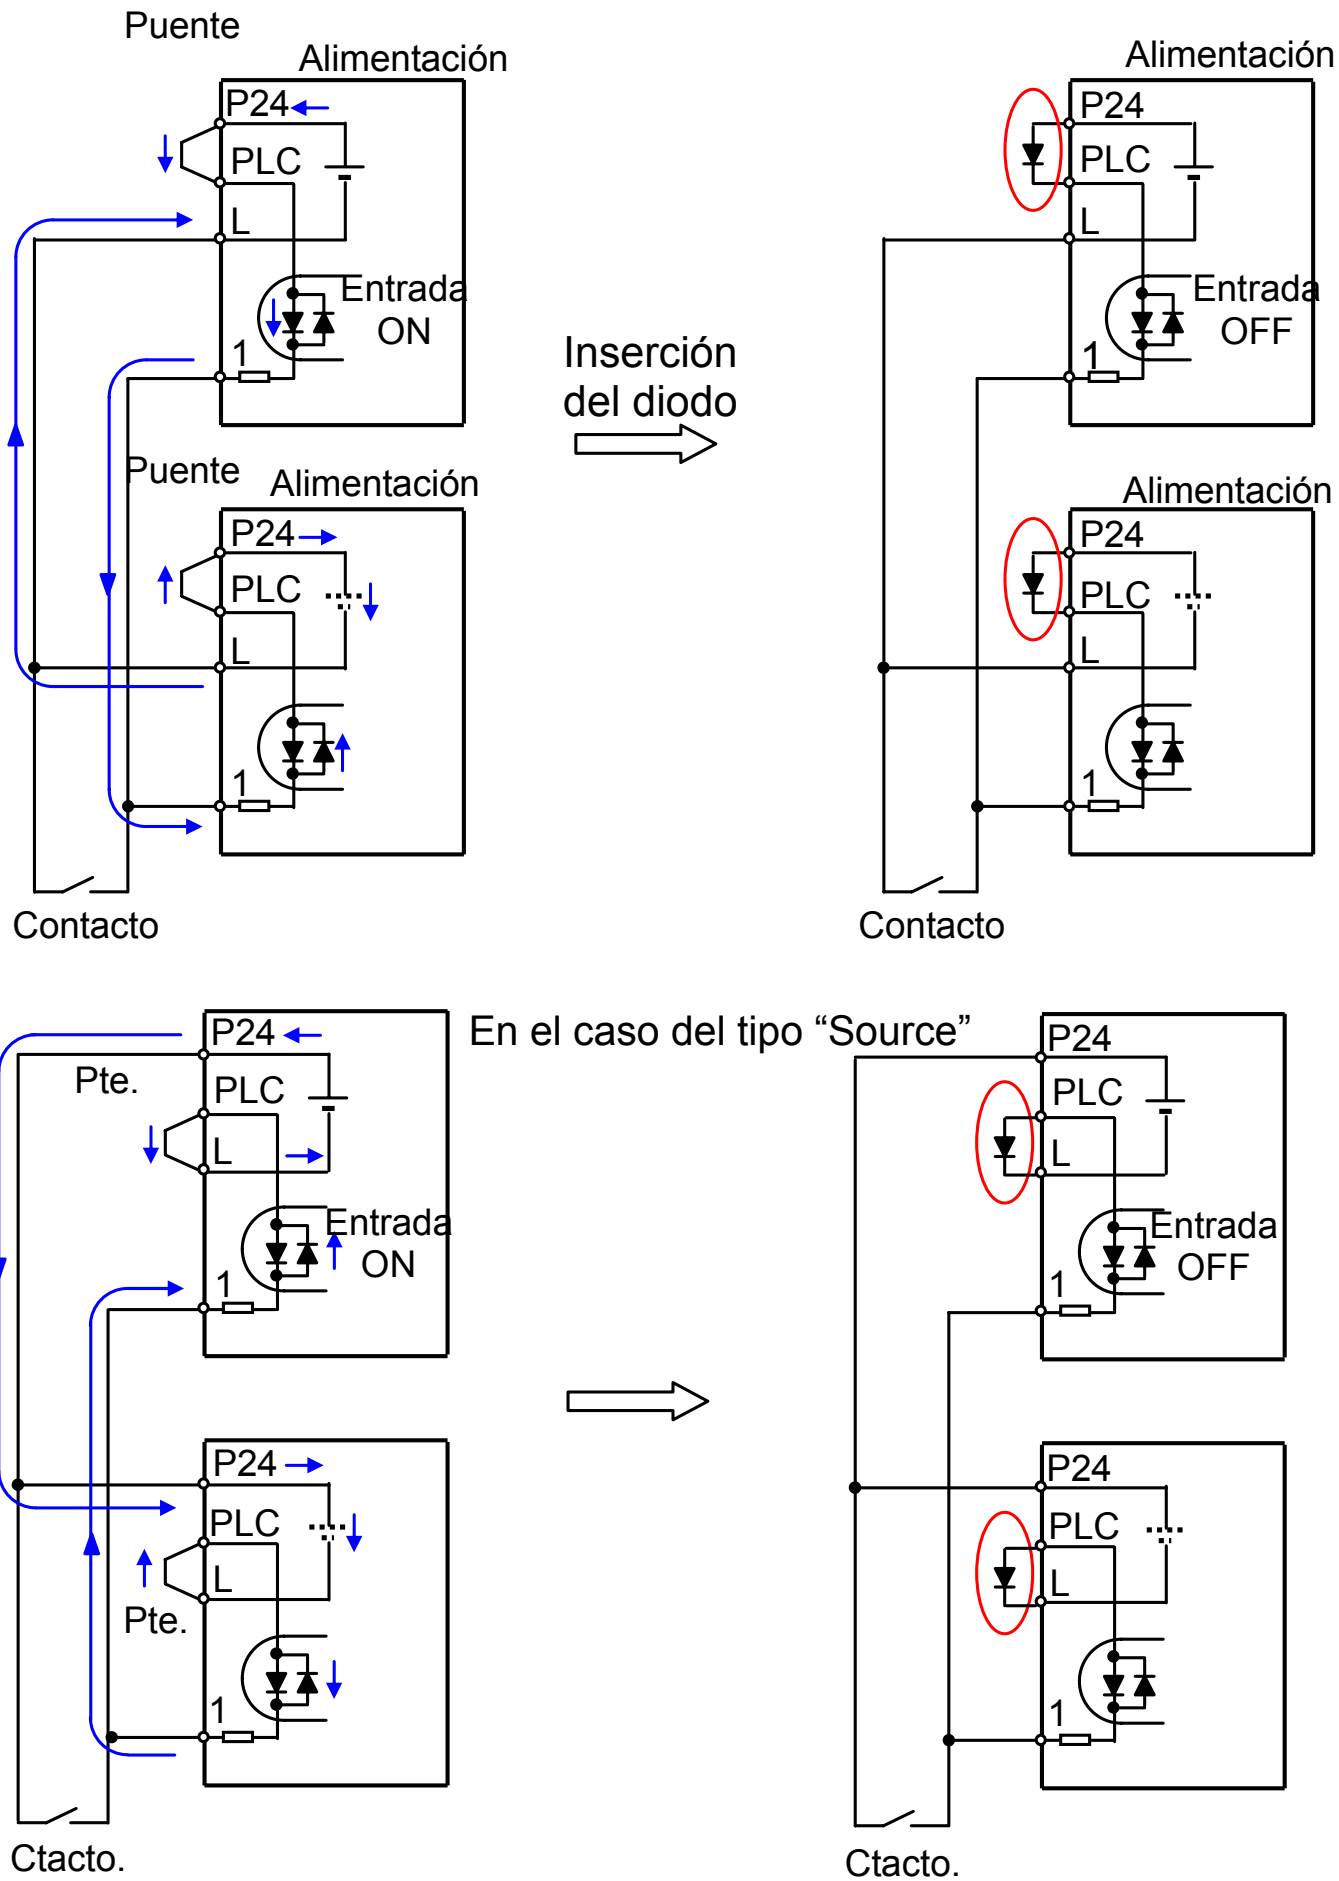 Puente
Alimentación
P24
PLC
L
Entrada
ON
1
Puente
Alimentación
P24
PLC
L
1
Contacto
Inserción
del diodo
Alimentación
P24
PLC
L
Entrada
OFF
1
Alimentación
P24
PLC
L
1
Contacto
En el caso del tipo “Source”
P24
Pte.
PLC
L
Entrada
ON
1
P24
PLC
L
Pte.
1
Ctacto.
P24
PLC
L
Entrada
OFF
1
P24
PLC
L
1
Ctacto.